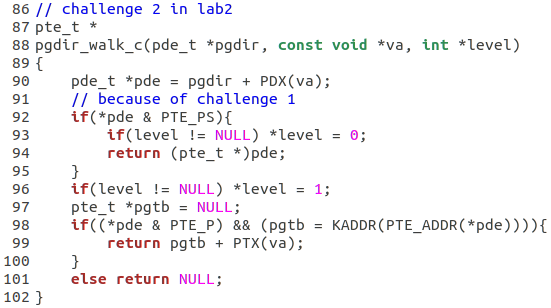 86 // challenge 2 in lab2
87 pte_t *
88 pgdir_walk_c(pde_t *pgdir, const void *va, int *level)
89 {
90     pde_t *pde = pgdir + PDX(va);
91     // because of challenge 1
92     if(*pde & PTE_PS){
93         if(level != NULL) *level = 0;
94         return (pte_t *)pde;
95     }
96     if(level != NULL) *level = 1;
97     pte_t *pgtb = NULL;
98     if((*pde & PTE_P) && (pgtb = KADDR(PTE_ADDR(*pde)))){
99         return pgtb + PTX(va);
100     }
101     else return NULL;
102 }